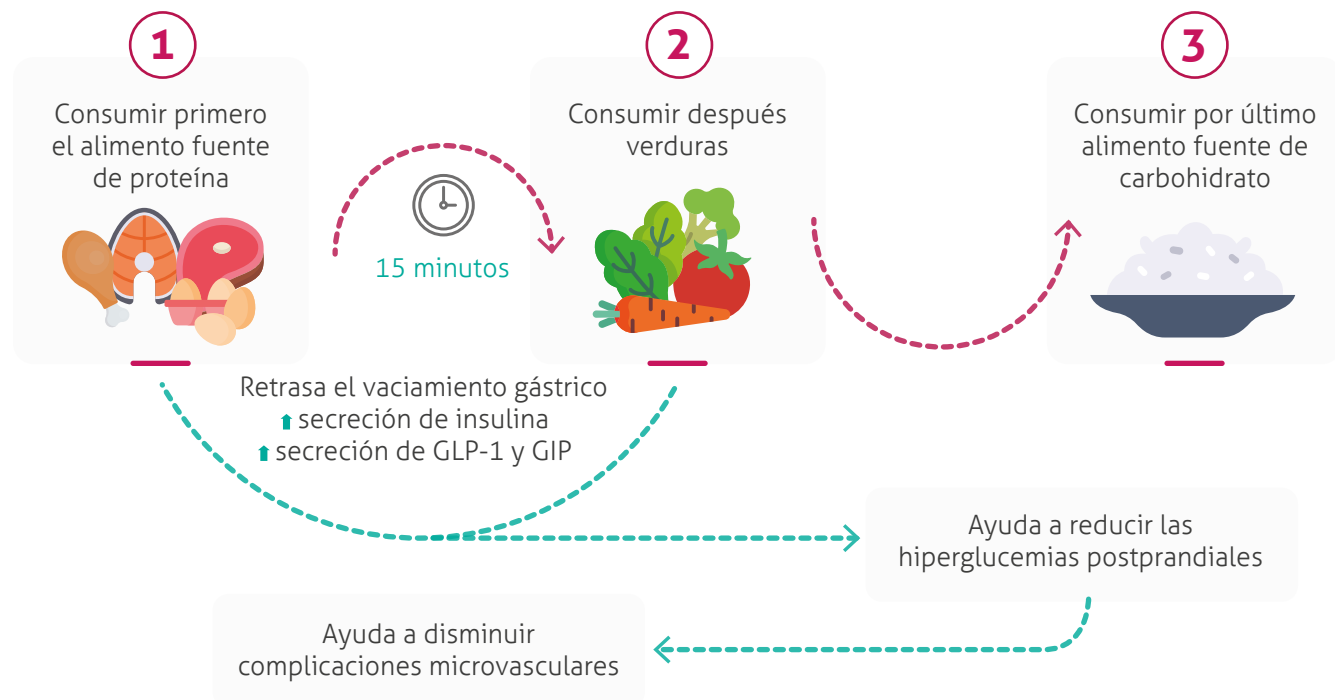 1
Consumir primero
el alimento fuente
de proteína
15 minutos
2
Consumir después
verduras
3
Consumir por último
alimento fuente de
carbohidrato
Retrasa el vaciamiento gástrico
⬆ secreción de insulina
⬆ secreción de GLP-1 y GIP
Ayuda a reducir las
hiperglucemias postprandiales
Ayuda a disminuir
complicaciones microvasculares